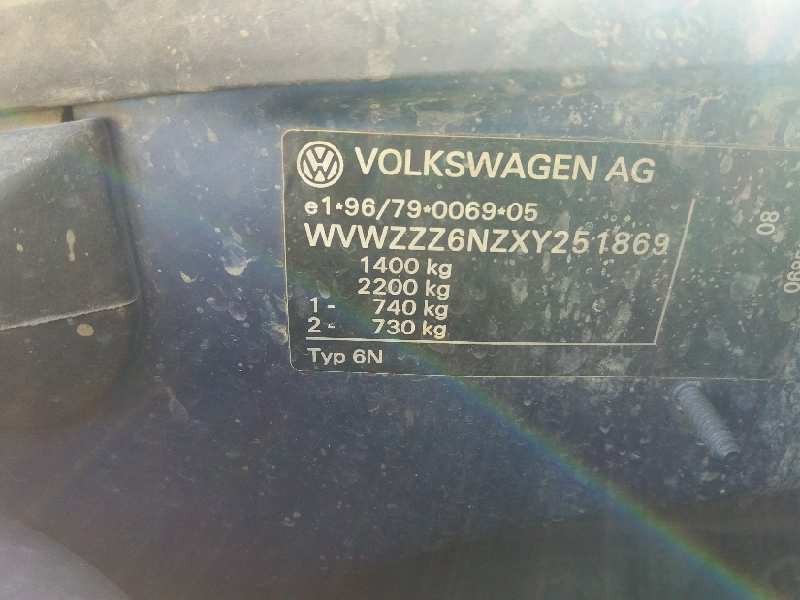 VOLKSWAGEN AG
e1*96/79*0069*05
WVWZZZ6NZXY251869
1400 kg
2200 kg
1 - 740 kg
2 - 730 kg
Typ 6N
08